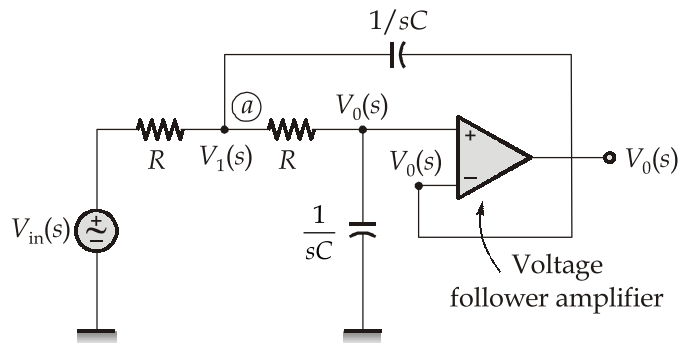 1/sC
a
V₀(s)
R
V₁(s)
R
V₀(s)
+
−
V₀(s)
Vᵢₙ(s)
+
~
−
1
sC
Voltage
follower amplifier